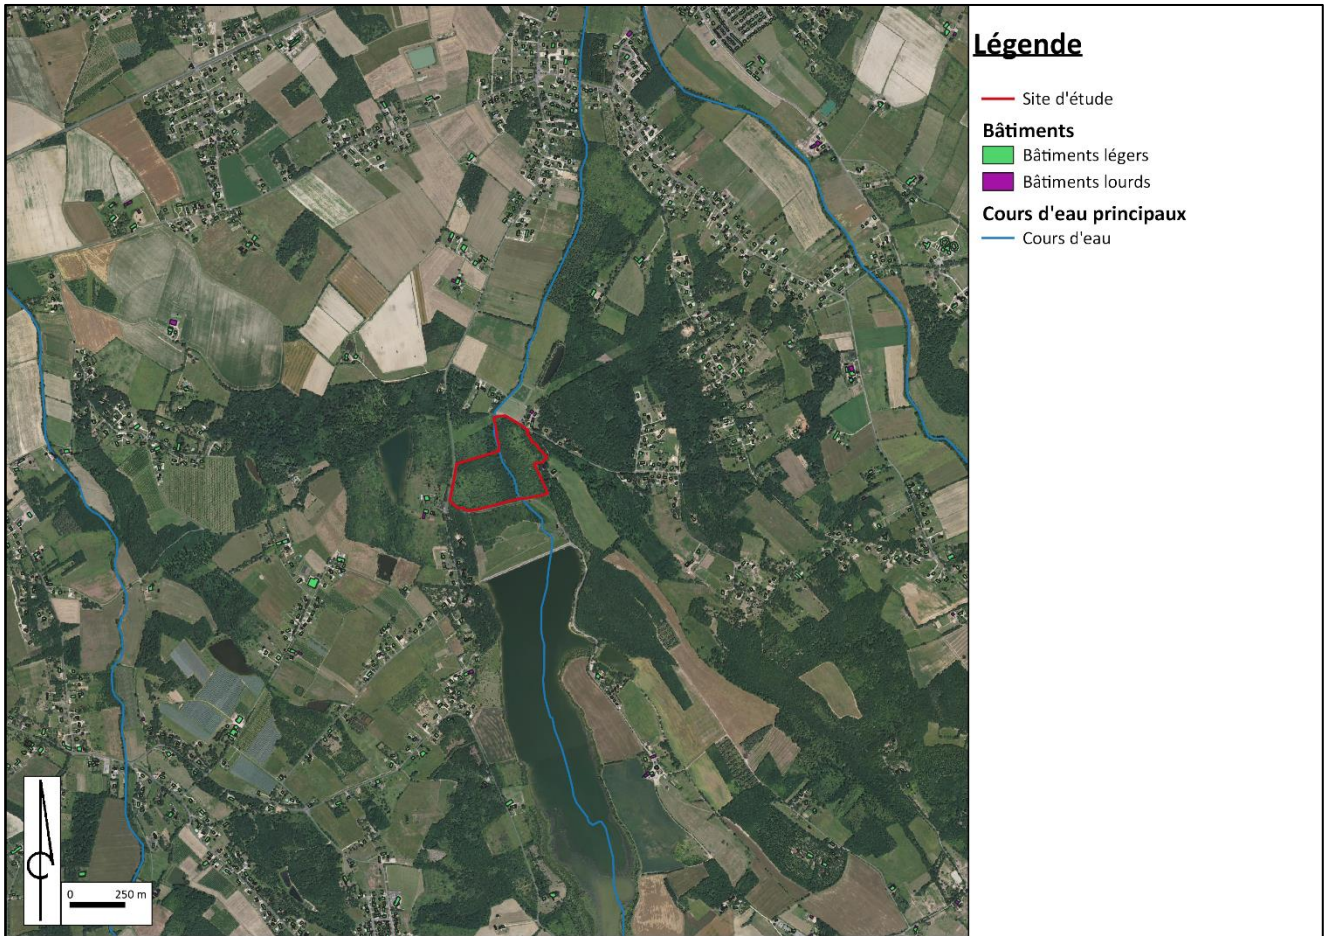 Légende
Site d'étude
Bâtiments
Bâtiments légers
Bâtiments lourds
Cours d'eau principaux
Cours d'eau
0 250 m